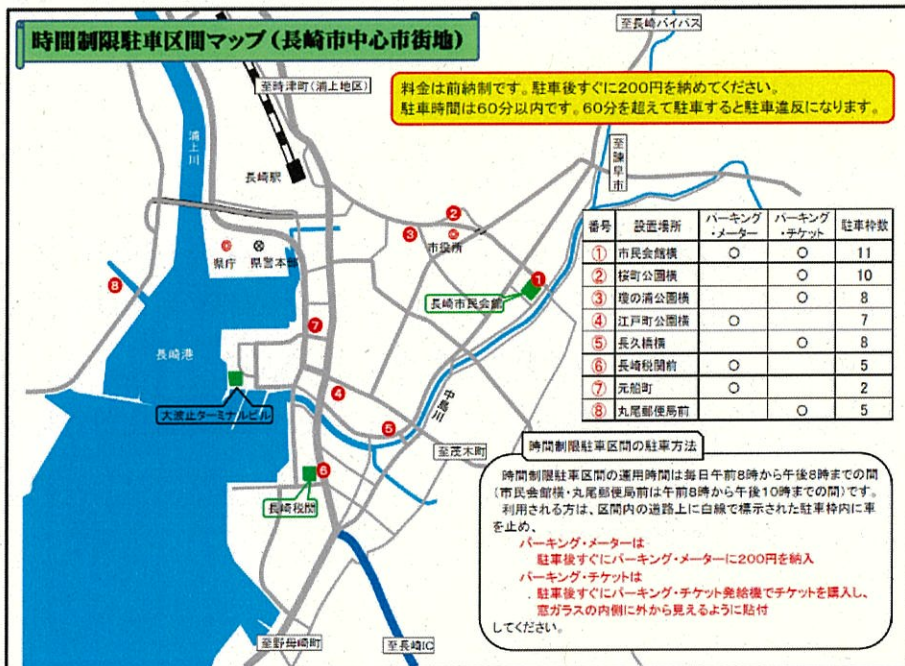 時間制限駐車区間マップ(長崎市中心市街地)
至長崎バイパス
料金は前納制です。駐車後すぐに200円を納めてください。
駐車時間は60分以内です。60分を超えて駐車すると駐車違反になります。
至時津町(浦上地区)
浦上川
長崎駅
至諫早市
②
③
市役所
県庁
県警本部
①
長崎市民会館
⑧
⑦
長崎港
大波止ターミナルビル
④
中島川
⑤
至茂木町
⑥
長崎税関
至野母崎町
至長崎IC
番号 設置場所 パーキング・メーター パーキング・チケット 駐車枠数
① 市民会館横 ○ ○ 11
② 桜町公園横 ○ 10
③ 瓊の浦公園横 ○ 8
④ 江戸町公園横 ○ 7
⑤ 長久橋横 ○ 8
⑥ 長崎税関前 ○ 5
⑦ 元船町 ○ 2
⑧ 丸尾郵便局前 ○ 5
時間制限駐車区間の駐車方法
時間制限駐車区間の運用時間は毎日午前8時から午後8時までの間
(市民会館横・丸尾郵便局前は午前8時から午後10時までの間)です。
利用される方は、区間内の道路上に白線で標示された駐車枠内に車
を止め、
パーキング・メーターは
駐車後すぐにパーキング・メーターに200円を納入
パーキング・チケットは
駐車後すぐにパーキング・チケット発給機でチケットを購入し、
窓ガラスの内側に外から見えるように貼付
してください。